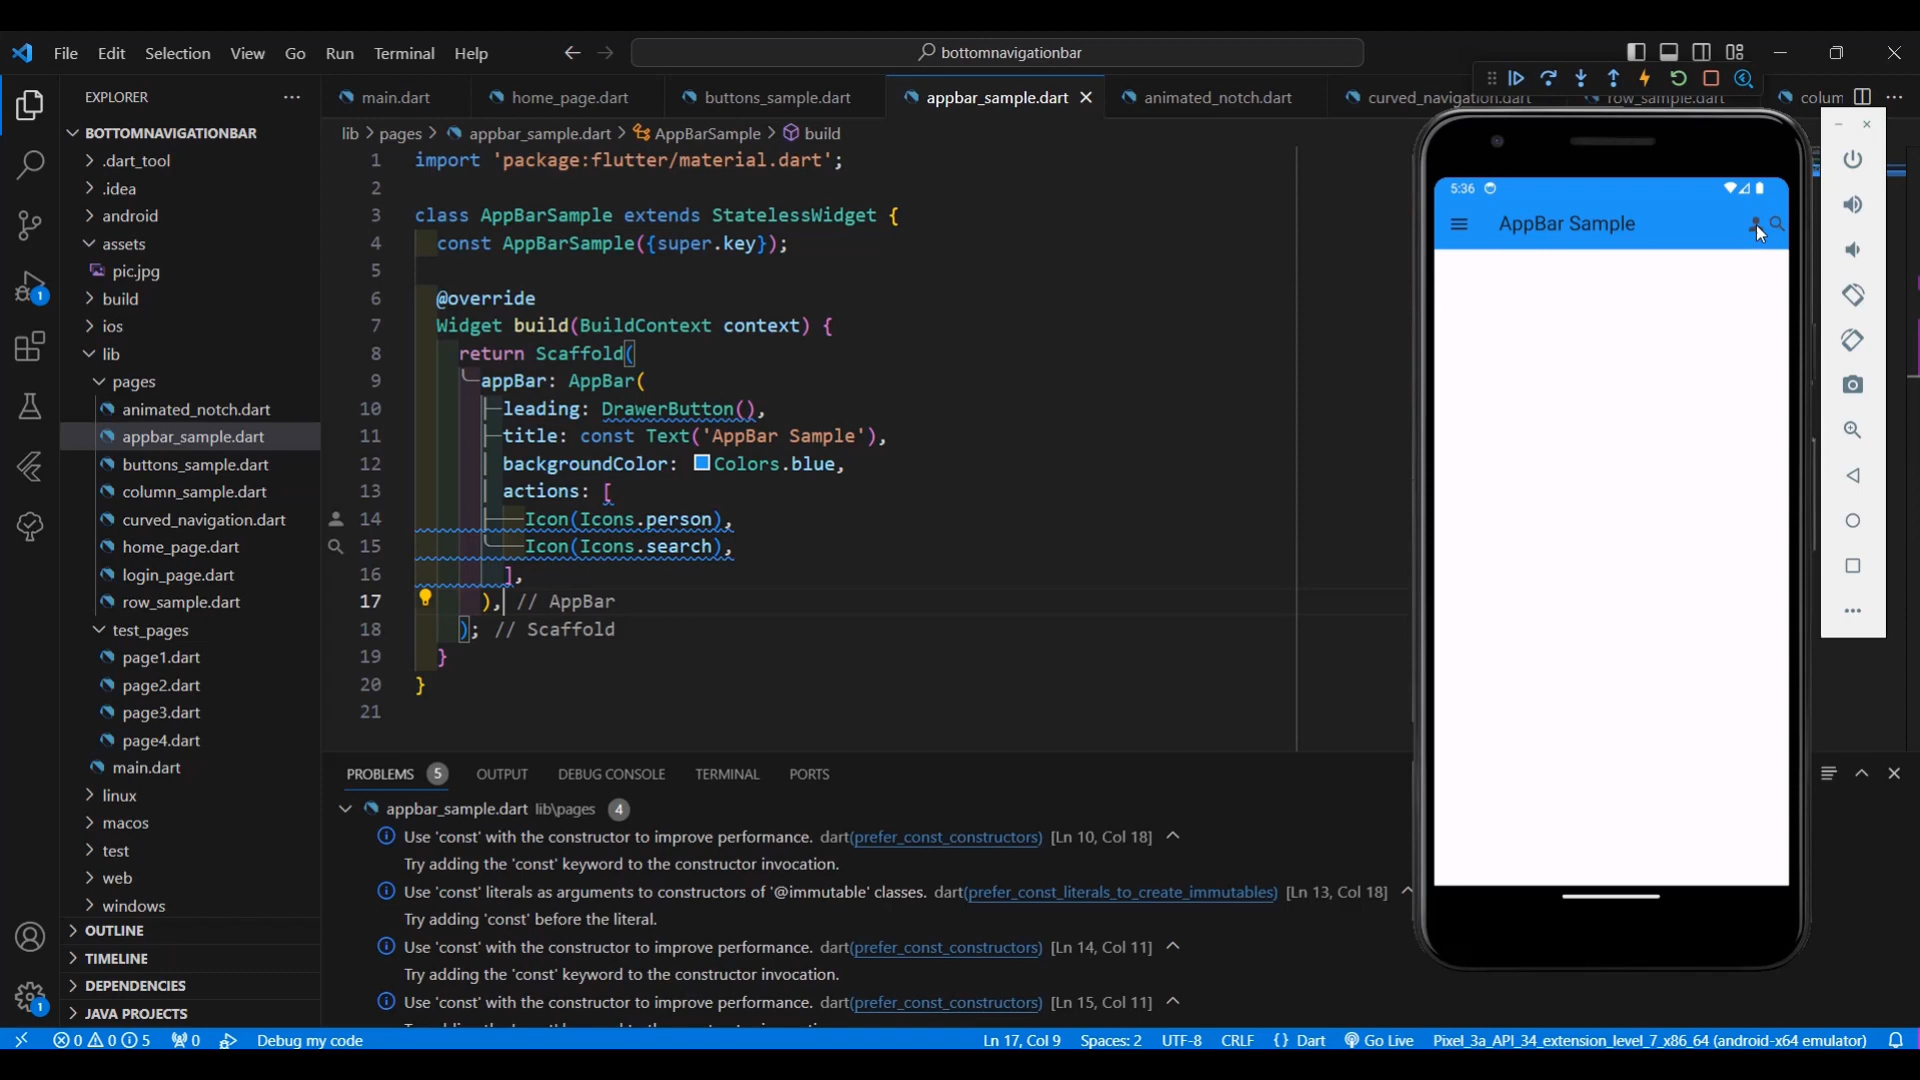 File Edit Selection View Go Run Terminal Help
bottomnavigationbar
EXPLORER
main.dart home_page.dart buttons_sample.dart appbar_sample.dart animated_notch.dart curved_navigation.dart row_sample.dart colum
BOTTOMNAVIGATIONBAR
.dart_tool
.idea
android
assets
pic.jpg
build
ios
lib
pages
animated_notch.dart
appbar_sample.dart
buttons_sample.dart
column_sample.dart
curved_navigation.dart
home_page.dart
login_page.dart
row_sample.dart
test_pages
page1.dart
page2.dart
page3.dart
page4.dart
main.dart
linux
macos
test
web
windows
OUTLINE
TIMELINE
DEPENDENCIES
JAVA PROJECTS
1
1
lib > pages > appbar_sample.dart > AppBarSample > build
1 import 'package:flutter/material.dart';
2
3 class AppBarSample extends StatelessWidget {
4 const AppBarSample({super.key});
5
6 @override
7 Widget build(BuildContext context) {
8 return Scaffold(
9 appBar: AppBar(
10 leading: DrawerButton(),
11 title: const Text('AppBar Sample'),
12 backgroundColor: Colors.blue,
13 actions: [
14 Icon(Icons.person),
15 Icon(Icons.search),
16 ],
17 ), // AppBar
18 ); // Scaffold
19 }
20 }
21
PROBLEMS 5 OUTPUT DEBUG CONSOLE TERMINAL PORTS
appbar_sample.dart lib\pages 4
Use 'const' with the constructor to improve performance. dart(prefer_const_constructors) [Ln 10, Col 18]
Try adding the 'const' keyword to the constructor invocation.
Use 'const' literals as arguments to constructors of '@immutable' classes. dart(prefer_const_literals_to_create_immutables) [Ln 13, Col 18]
Try adding 'const' before the literal.
Use 'const' with the constructor to improve performance. dart(prefer_const_constructors) [Ln 14, Col 11]
Try adding the 'const' keyword to the constructor invocation.
Use 'const' with the constructor to improve performance. dart(prefer_const_constructors) [Ln 15, Col 11]
5:36
AppBar Sample
0 0 5 0 Debug my code Ln 17, Col 9 Spaces: 2 UTF-8 CRLF {} Dart Go Live Pixel_3a_API_34_extension_level_7_x86_64 (android-x64 emulator)